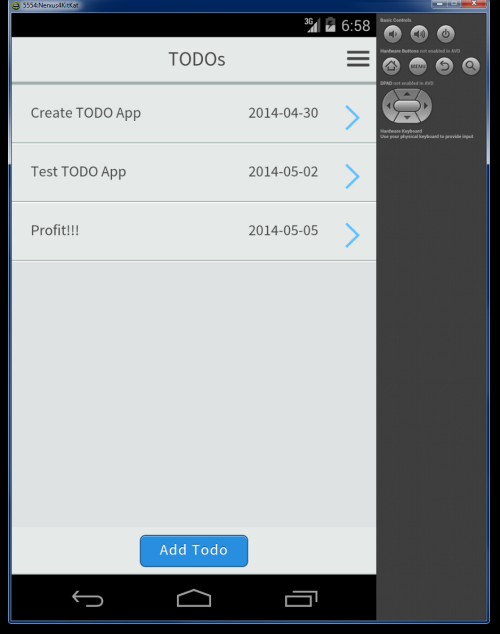 5554:Nerxus4KitKat
3G 6:58
TODOs
Create TODO App 2014-04-30
Test TODO App 2014-05-02
Profit!!! 2014-05-05
Add Todo
Basic Controls
Hardware Buttons not enabled in AVD
MENU
DPAD not enabled in AVD
Hardware Keyboard
Use your physical keyboard to provide input